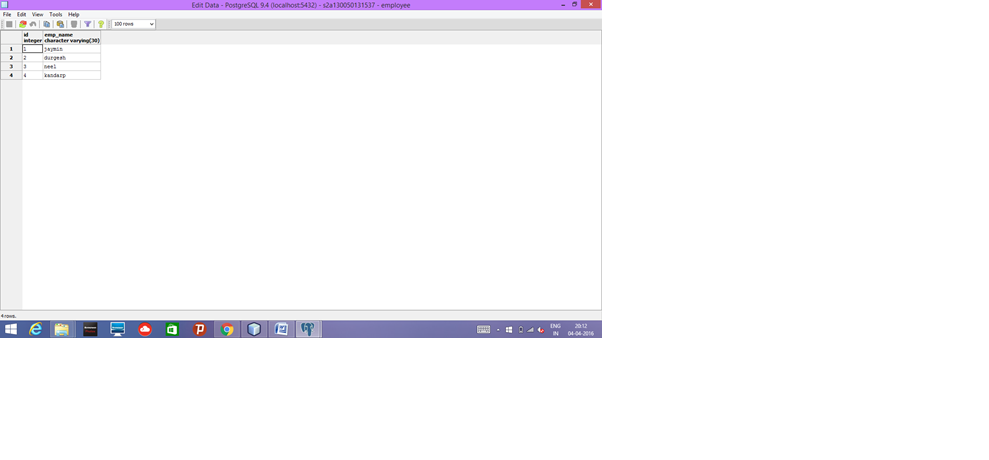 Edit Data - PostgreSQL 9.4 (localhost:5432) - s2a130050131537 - employee
File Edit View Tools Help
100 rows
id emp_name
integer character varying(30)
1 1 jaymin
2 2 durgesh
3 3 neel
4 4 kandarp
4 rows.
ENG 20:12
IN 04-04-2016